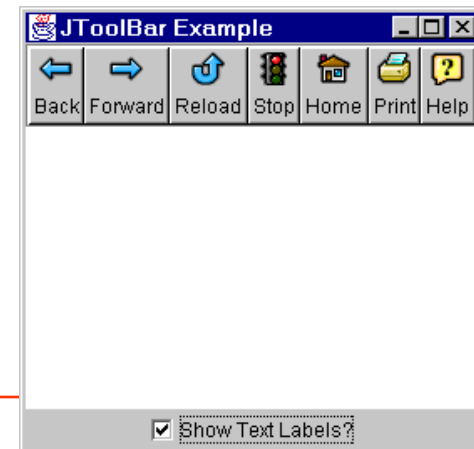 JToolBar Example
Back Forward Reload Stop Home Print Help
Show Text Labels?